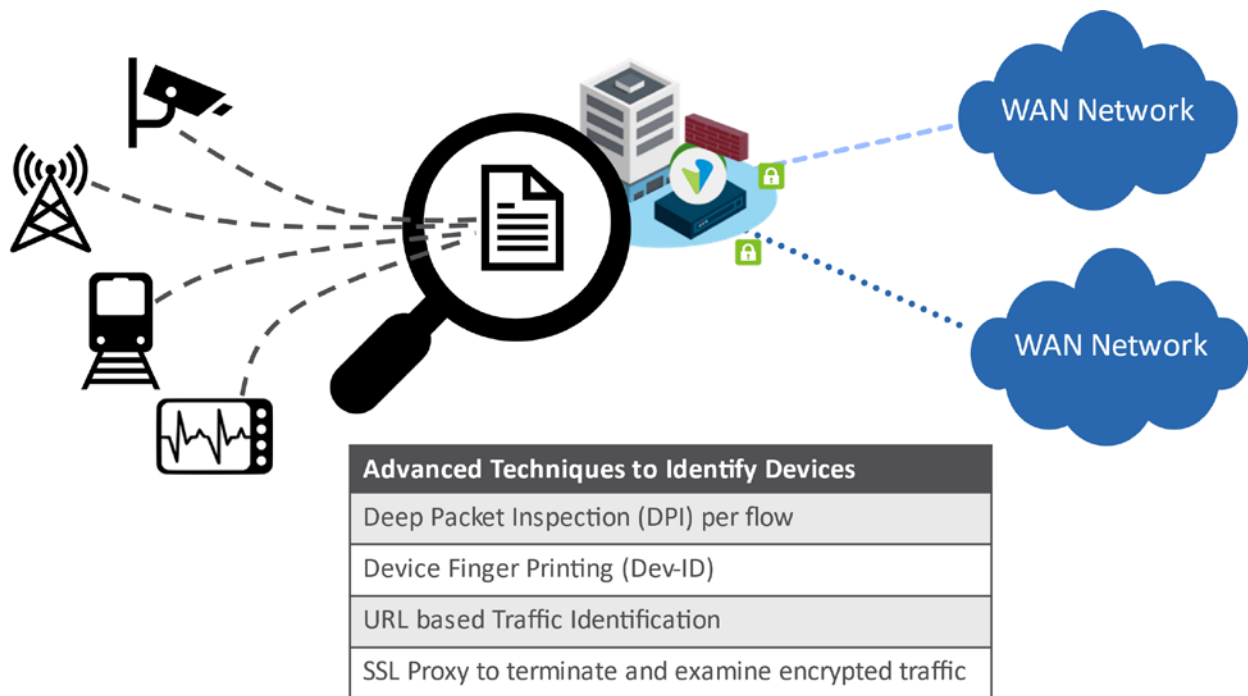 WAN Network
WAN Network
Advanced Techniques to Identify Devices
Deep Packet Inspection (DPI) per flow
Device Finger Printing (Dev-ID)
URL based Traffic Identification
SSL Proxy to terminate and examine encrypted traffic